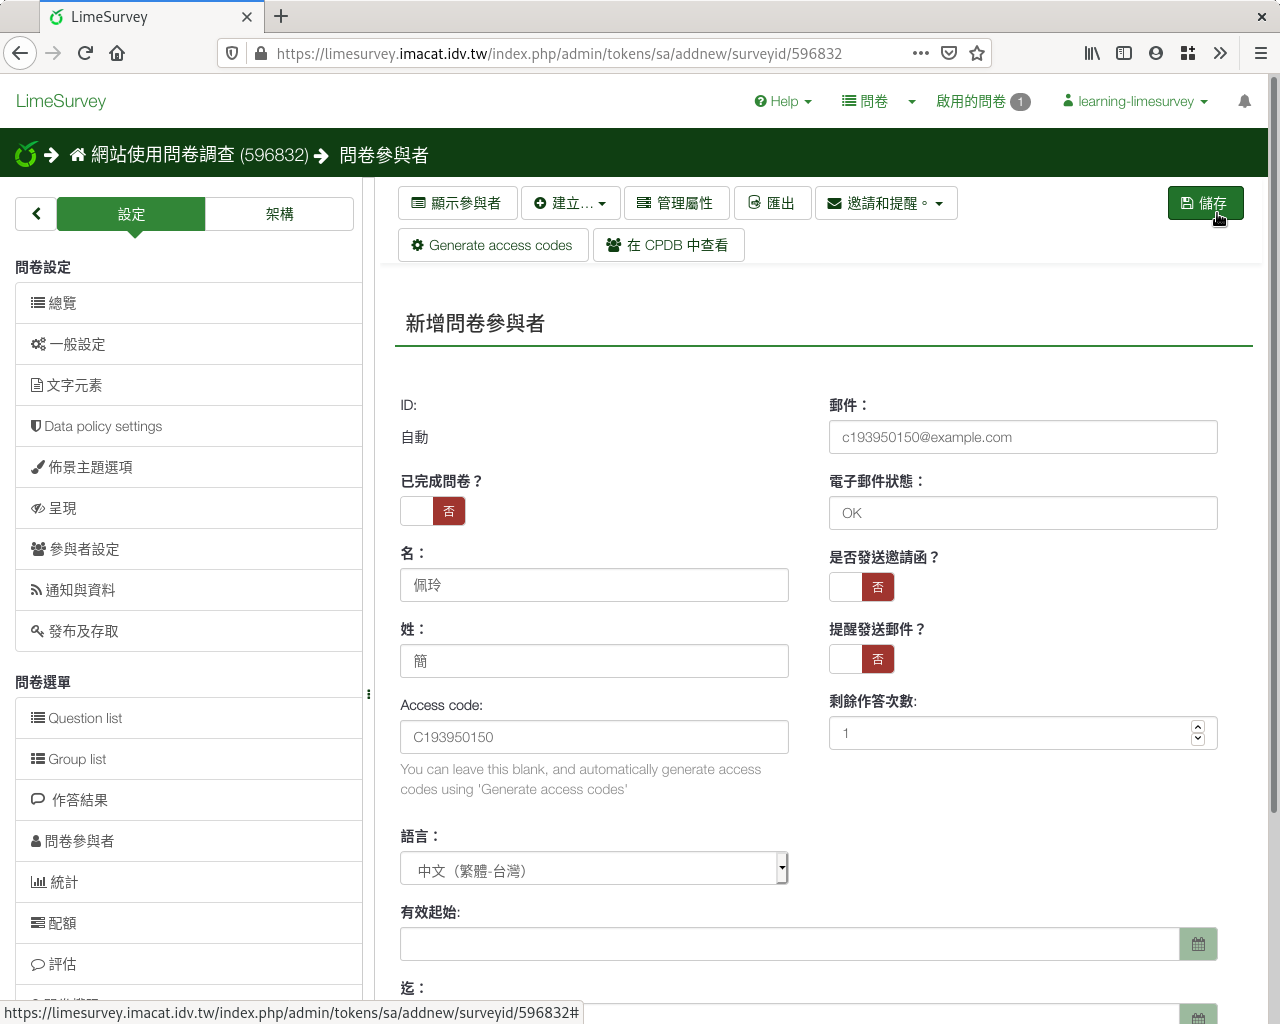 LimeSurvey
https://limesurvey.imacat.idv.tw/index.php/admin/tokens/sa/addnew/surveyid/596832
LimeSurvey
Help
問卷
啟用的問卷 1
learning-limesurvey
網站使用問卷調查 (596832)
問卷參與者
設定
架構
顯示參與者
建立...
管理屬性
匯出
邀請和提醒。
儲存
Generate access codes
在 CPDB 中查看
問卷設定
總覽
一般設定
文字元素
Data policy settings
佈景主題選項
呈現
參與者設定
通知與資料
發布及存取
問卷選單
Question list
Group list
作答結果
問卷參與者
統計
配額
評估
新增問卷參與者
ID:
自動
已完成問卷？
否
名：
佩玲
姓：
簡
Access code:
C193950150
You can leave this blank, and automatically generate access
codes using 'Generate access codes'
郵件：
c193950150@example.com
電子郵件狀態：
OK
是否發送邀請函？
否
提醒發送郵件？
否
剩餘作答次數:
1
語言：
中文（繁體-台灣）
有效起始:
迄：
https://limesurvey.imacat.idv.tw/index.php/admin/tokens/sa/addnew/surveyid/596832#